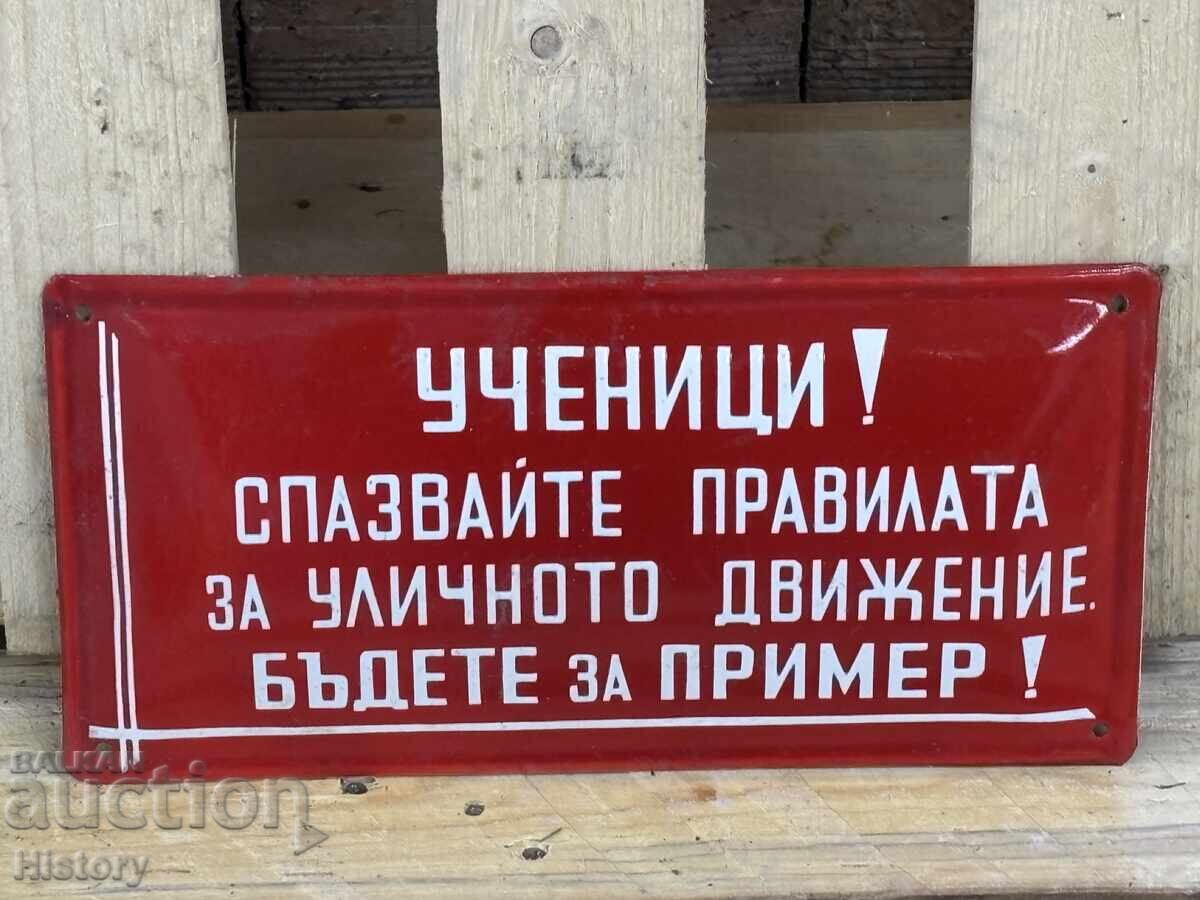 УЧЕНИЦИ!
СПАЗВАЙТЕ ПРАВИЛАТА
ЗА УЛИЧНОТО ДВИЖЕНИЕ.
БЪДЕТЕ ЗА ПРИМЕР!
BALKAN
auction
History